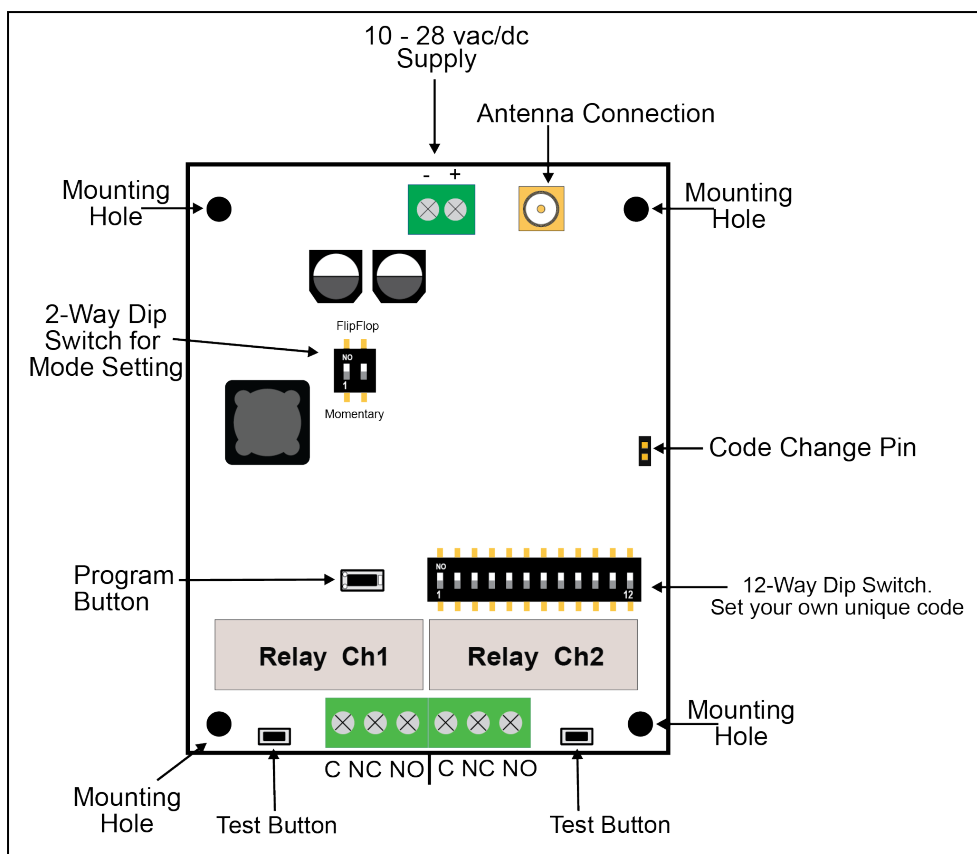 10 - 28 vac/dc
Supply
Antenna Connection
- +
Mounting
Hole
Mounting
Hole
2-Way Dip
Switch for
Mode Setting
FlipFlop
NO
1
Momentary
Code Change Pin
Program
Button
NO
1 12
12-Way Dip Switch.
Set your own unique code
Relay Ch1
Relay Ch2
Mounting
Hole
C NC NO
C NC NO
Mounting
Hole
Test Button
Test Button